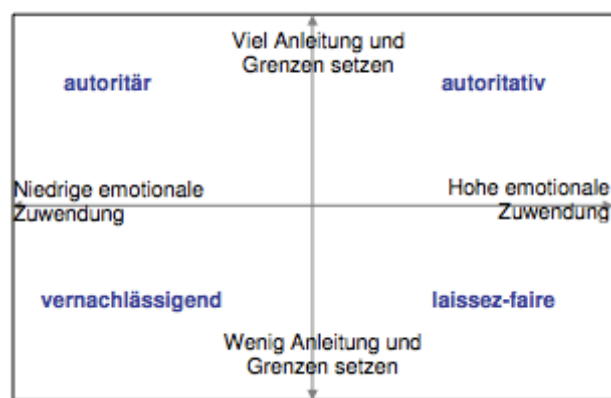 Viel Anleitung und
Grenzen setzen
autoritär
autoritativ
Niedrige emotionale
Zuwendung
Hohe emotionale
Zuwendung
vernachlässigend
laissez-faire
Wenig Anleitung und
Grenzen setzen